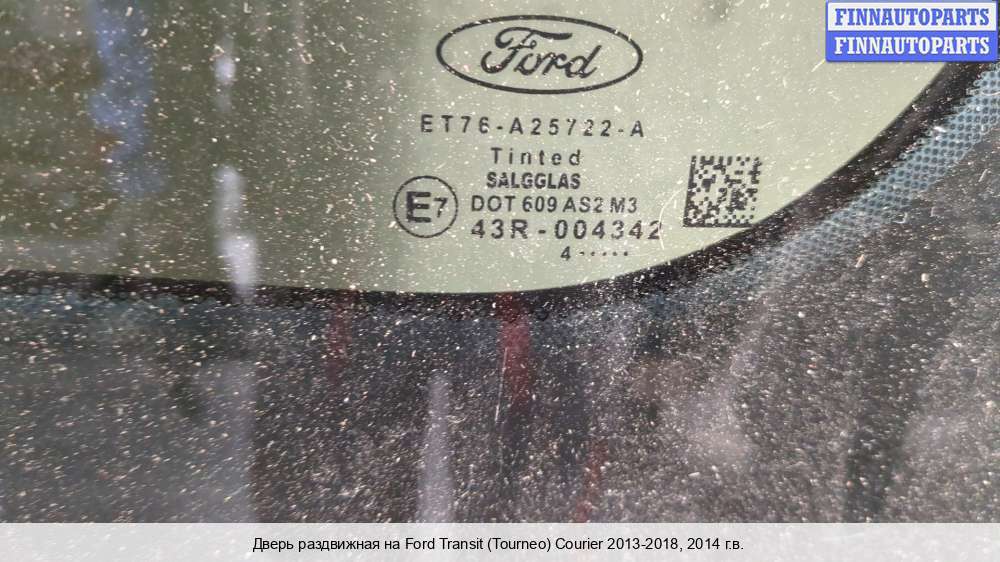 FINNAUTOPARTS
FINNAUTOPARTS
Ford
ET76-A25722-A
Tinted
SALGGLAS
E7
DOT 609 AS2 M3
43R-004342
4 .....
Дверь раздвижная на Ford Transit (Tourneo) Courier 2013-2018, 2014 г.в.